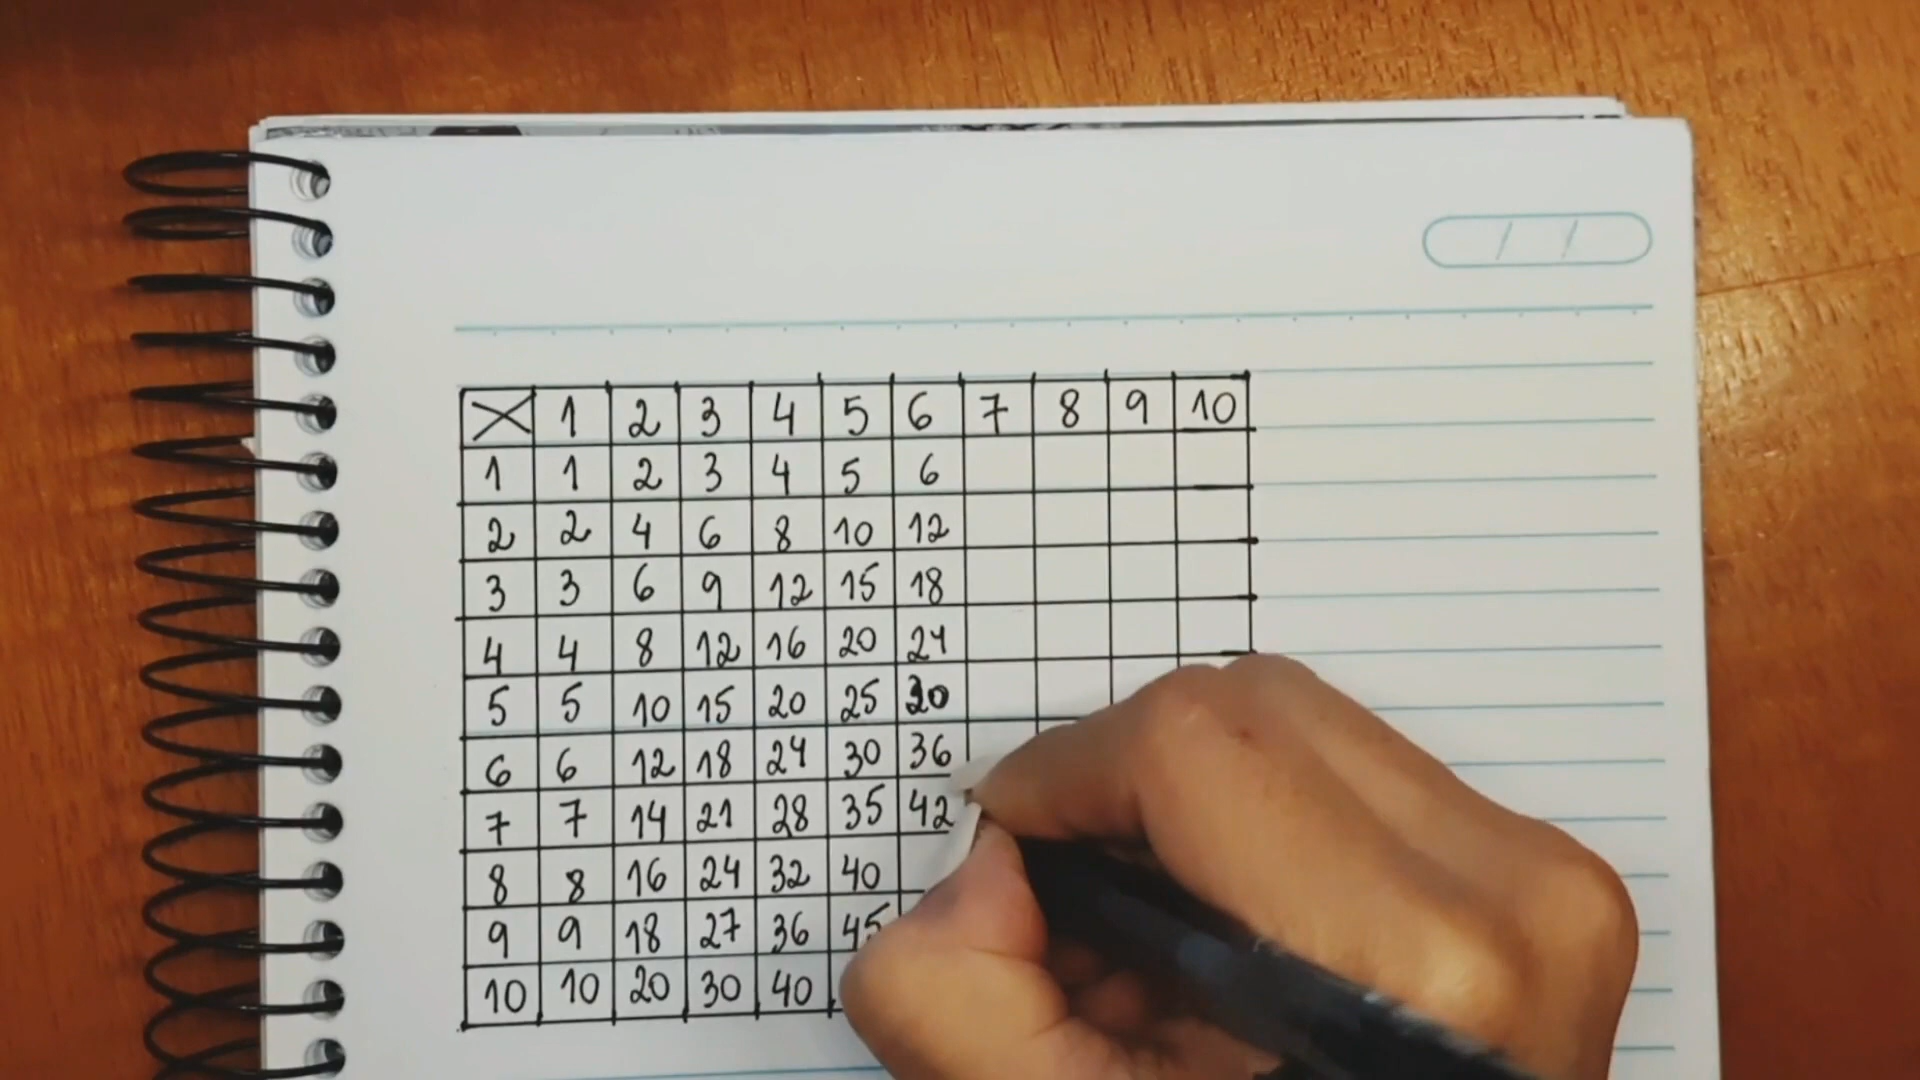 X 1 2 3 4 5 6 7 8 9 10
1 1 2 3 4 5 6
2 2 4 6 8 10 12
3 3 6 9 12 15 18
4 4 8 12 16 20 24
5 5 10 15 20 25 30
6 6 12 18 24 30 36
7 7 14 21 28 35 42
8 8 16 24 32 40
9 9 18 27 36 45
10 10 20 30 40
/ /